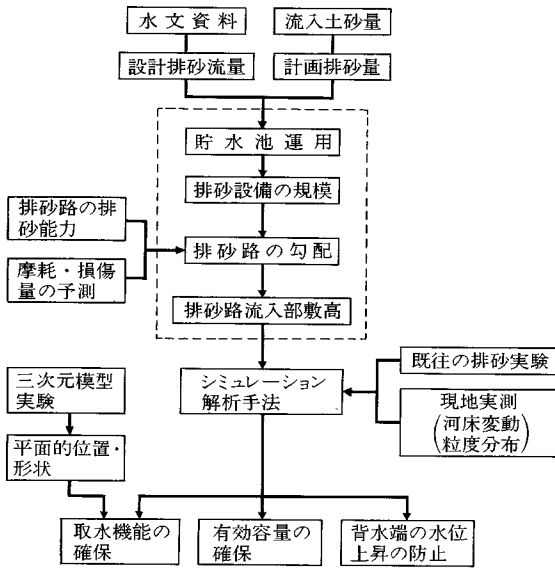 水文資料
流入土砂量
設計排砂流量
計画排砂量
貯水池運用
排砂設備の規模
排砂路の排
砂能力
排砂路の勾配
摩耗・損傷
量の予測
排砂路流入部敷高
既往の排砂実験
三次元模型
実験
シミュレーション
解析手法
現地実測
(河床変動
粒度分布)
平面的位置・
形状
取水機能の
確保
有効容量の
確保
背水端の水位
上昇の防止